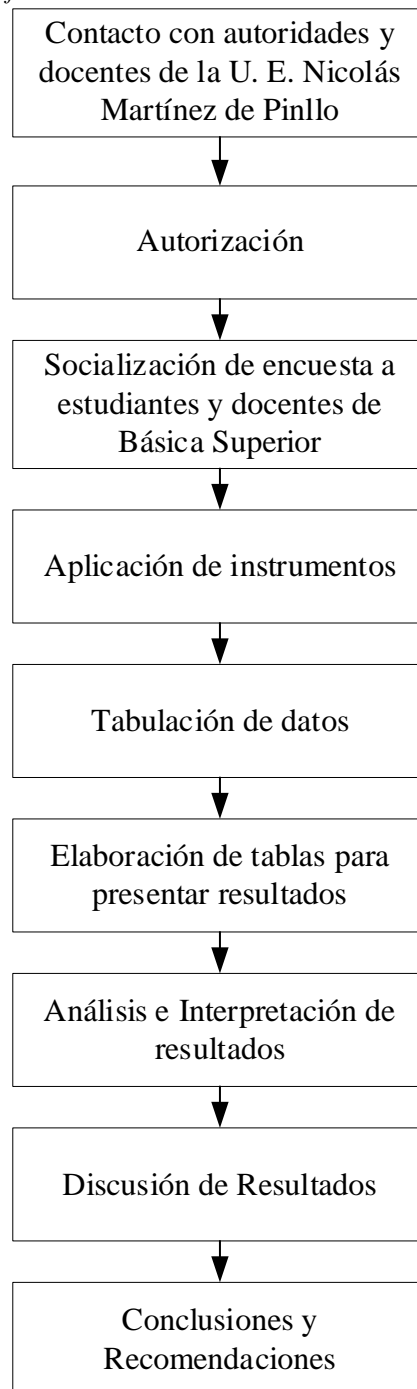 Contacto con autoridades y
docentes de la U. E. Nicolás
Martínez de Pinllo
Autorización
Socialización de encuesta a
estudiantes y docentes de
Básica Superior
Aplicación de instrumentos
Tabulación de datos
Elaboración de tablas para
presentar resultados
Análisis e Interpretación de
resultados
Discusión de Resultados
Conclusiones y
Recomendaciones